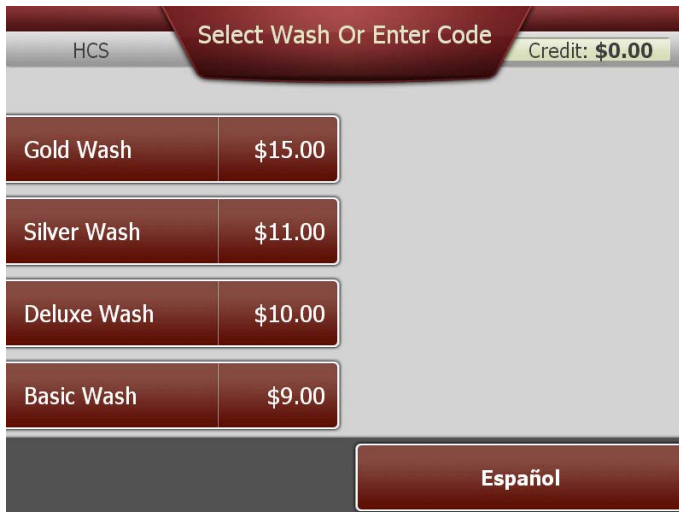 Select Wash Or Enter Code
HCS
Credit: $0.00
Gold Wash $15.00
Silver Wash $11.00
Deluxe Wash $10.00
Basic Wash $9.00
Español